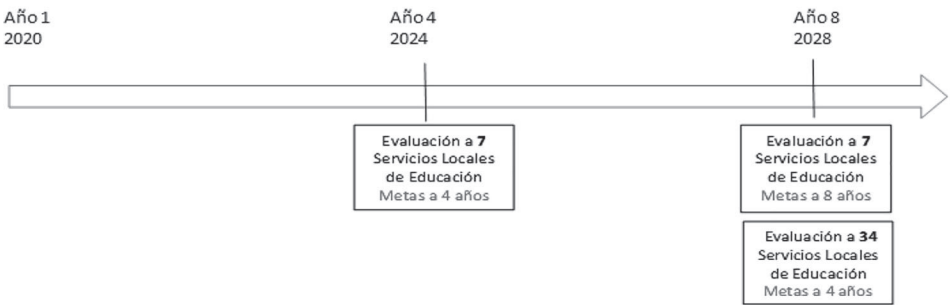 Año 1
2020
Año 4
2024
Año 8
2028
Evaluación a 7
Servicios Locales
de Educación
Metas a 4 años
Evaluación a 7
Servicios Locales
de Educación
Metas a 8 años
Evaluación a 34
Servicios Locales
de Educación
Metas a 4 años